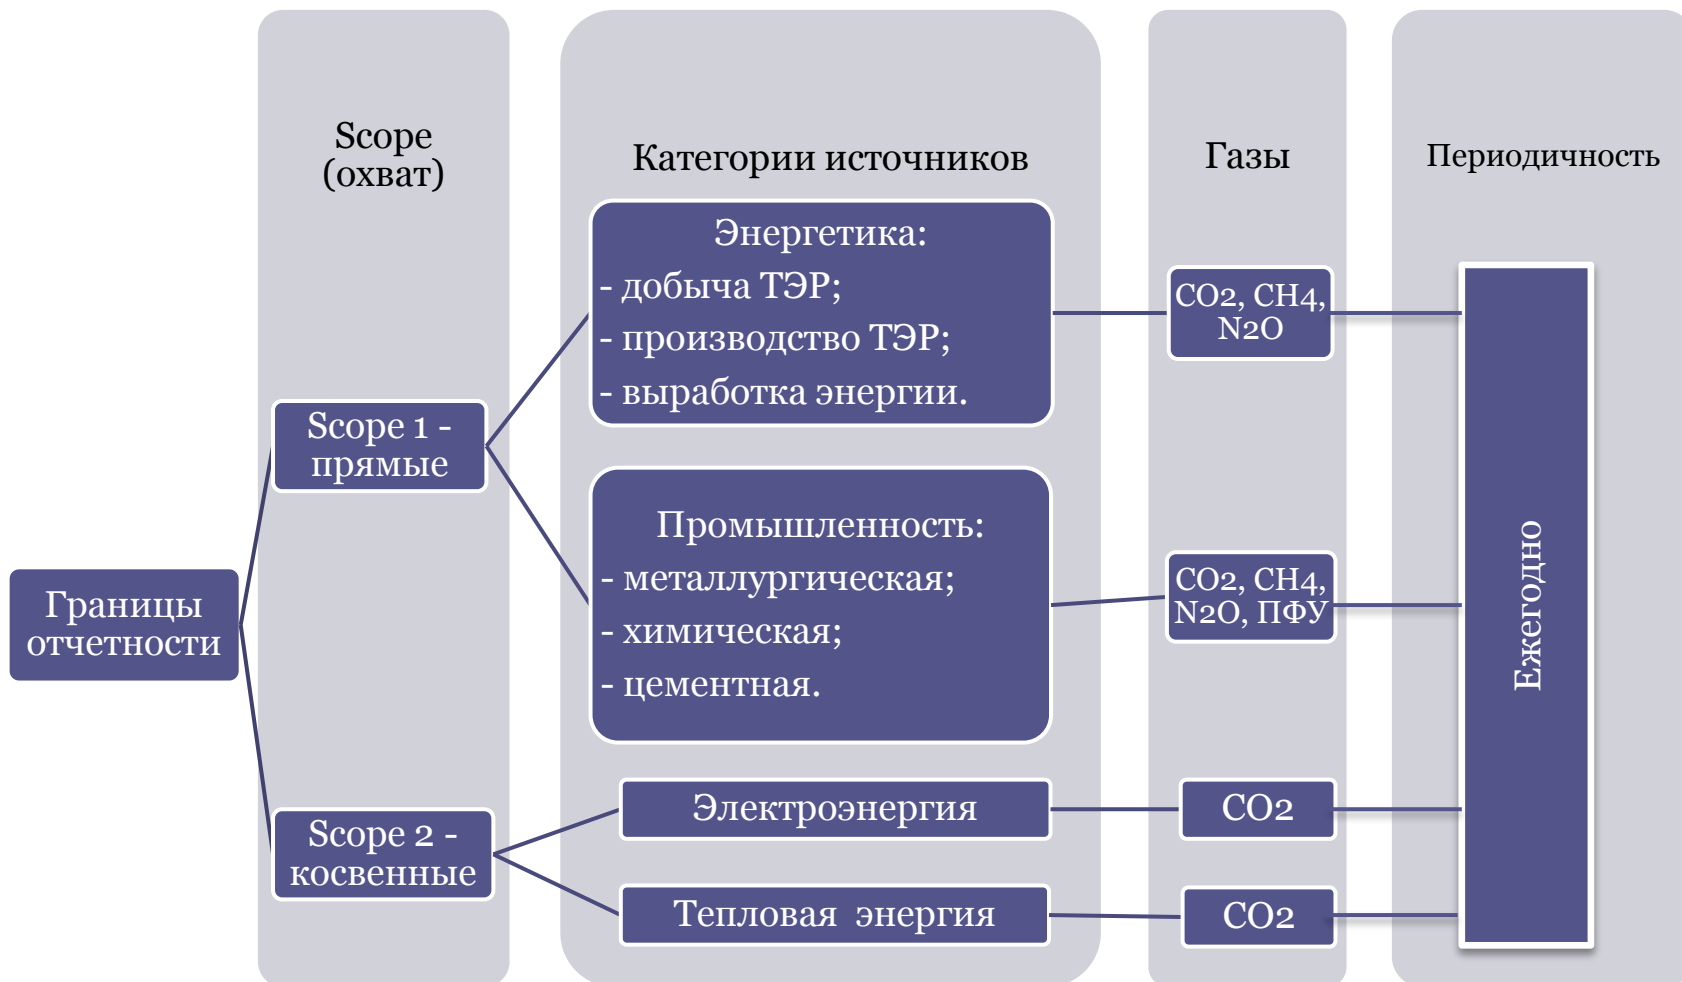 Scope
(охват)
Категории источников
Газы
Периодичность
Границы
отчетности
Scope 1 -
прямые
Энергетика:
- добыча ТЭР;
- производство ТЭР;
- выработка энергии.
CO2, CH4,
N2O
Промышленность:
- металлургическая;
- химическая;
- цементная.
CO2, CH4,
N2O, ПФУ
Scope 2 -
косвенные
Электроэнергия
CO2
Тепловая энергия
CO2
Ежегодно